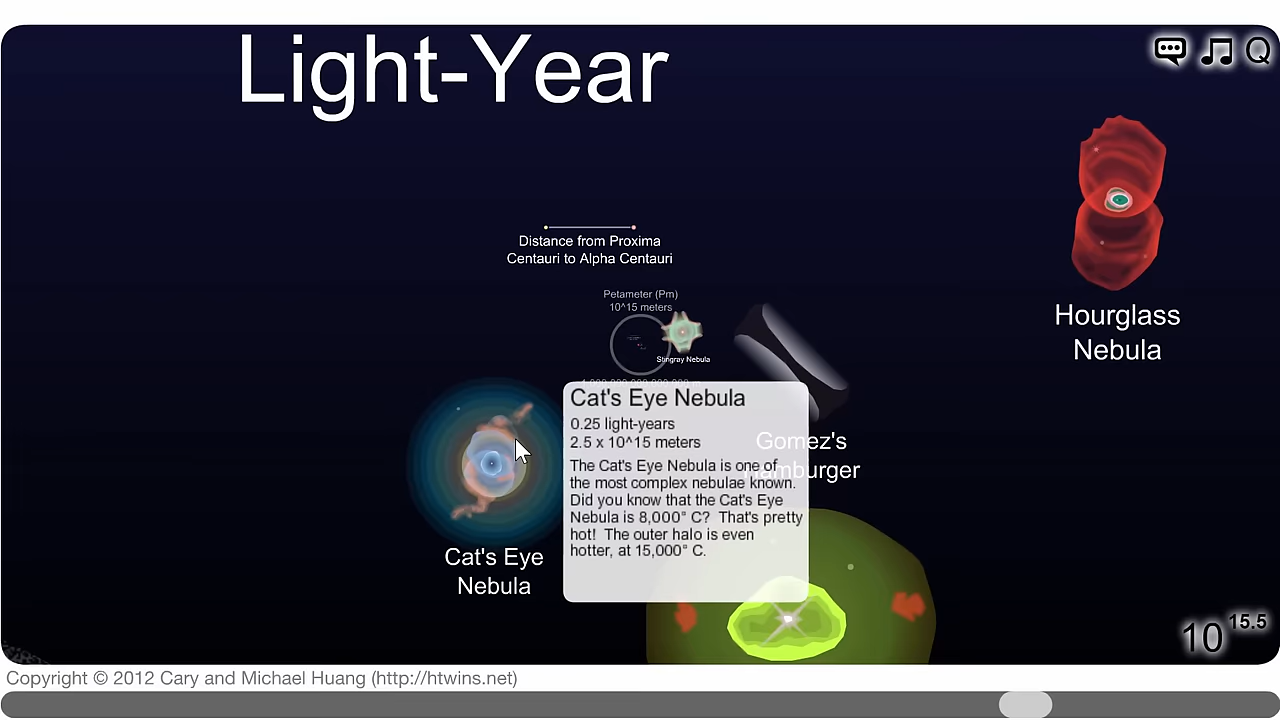 Light-Year
Q
Distance from Proxima
Centauri to Alpha Centauri
Petameter (Pm)
10^15 meters
Stingray Nebula
Hourglass
Nebula
Cat's Eye Nebula
0.25 light-years
2.5 x 10^15 meters
The Cat's Eye Nebula is one of
the most complex nebulae known.
Did you know that the Cat's Eye
Nebula is 8,000° C? That's pretty
hot! The outer halo is even
hotter, at 15,000° C.
Gomez's
Hamburger
Cat's Eye
Nebula
10^15.5
Copyright © 2012 Cary and Michael Huang (http://htwins.net)